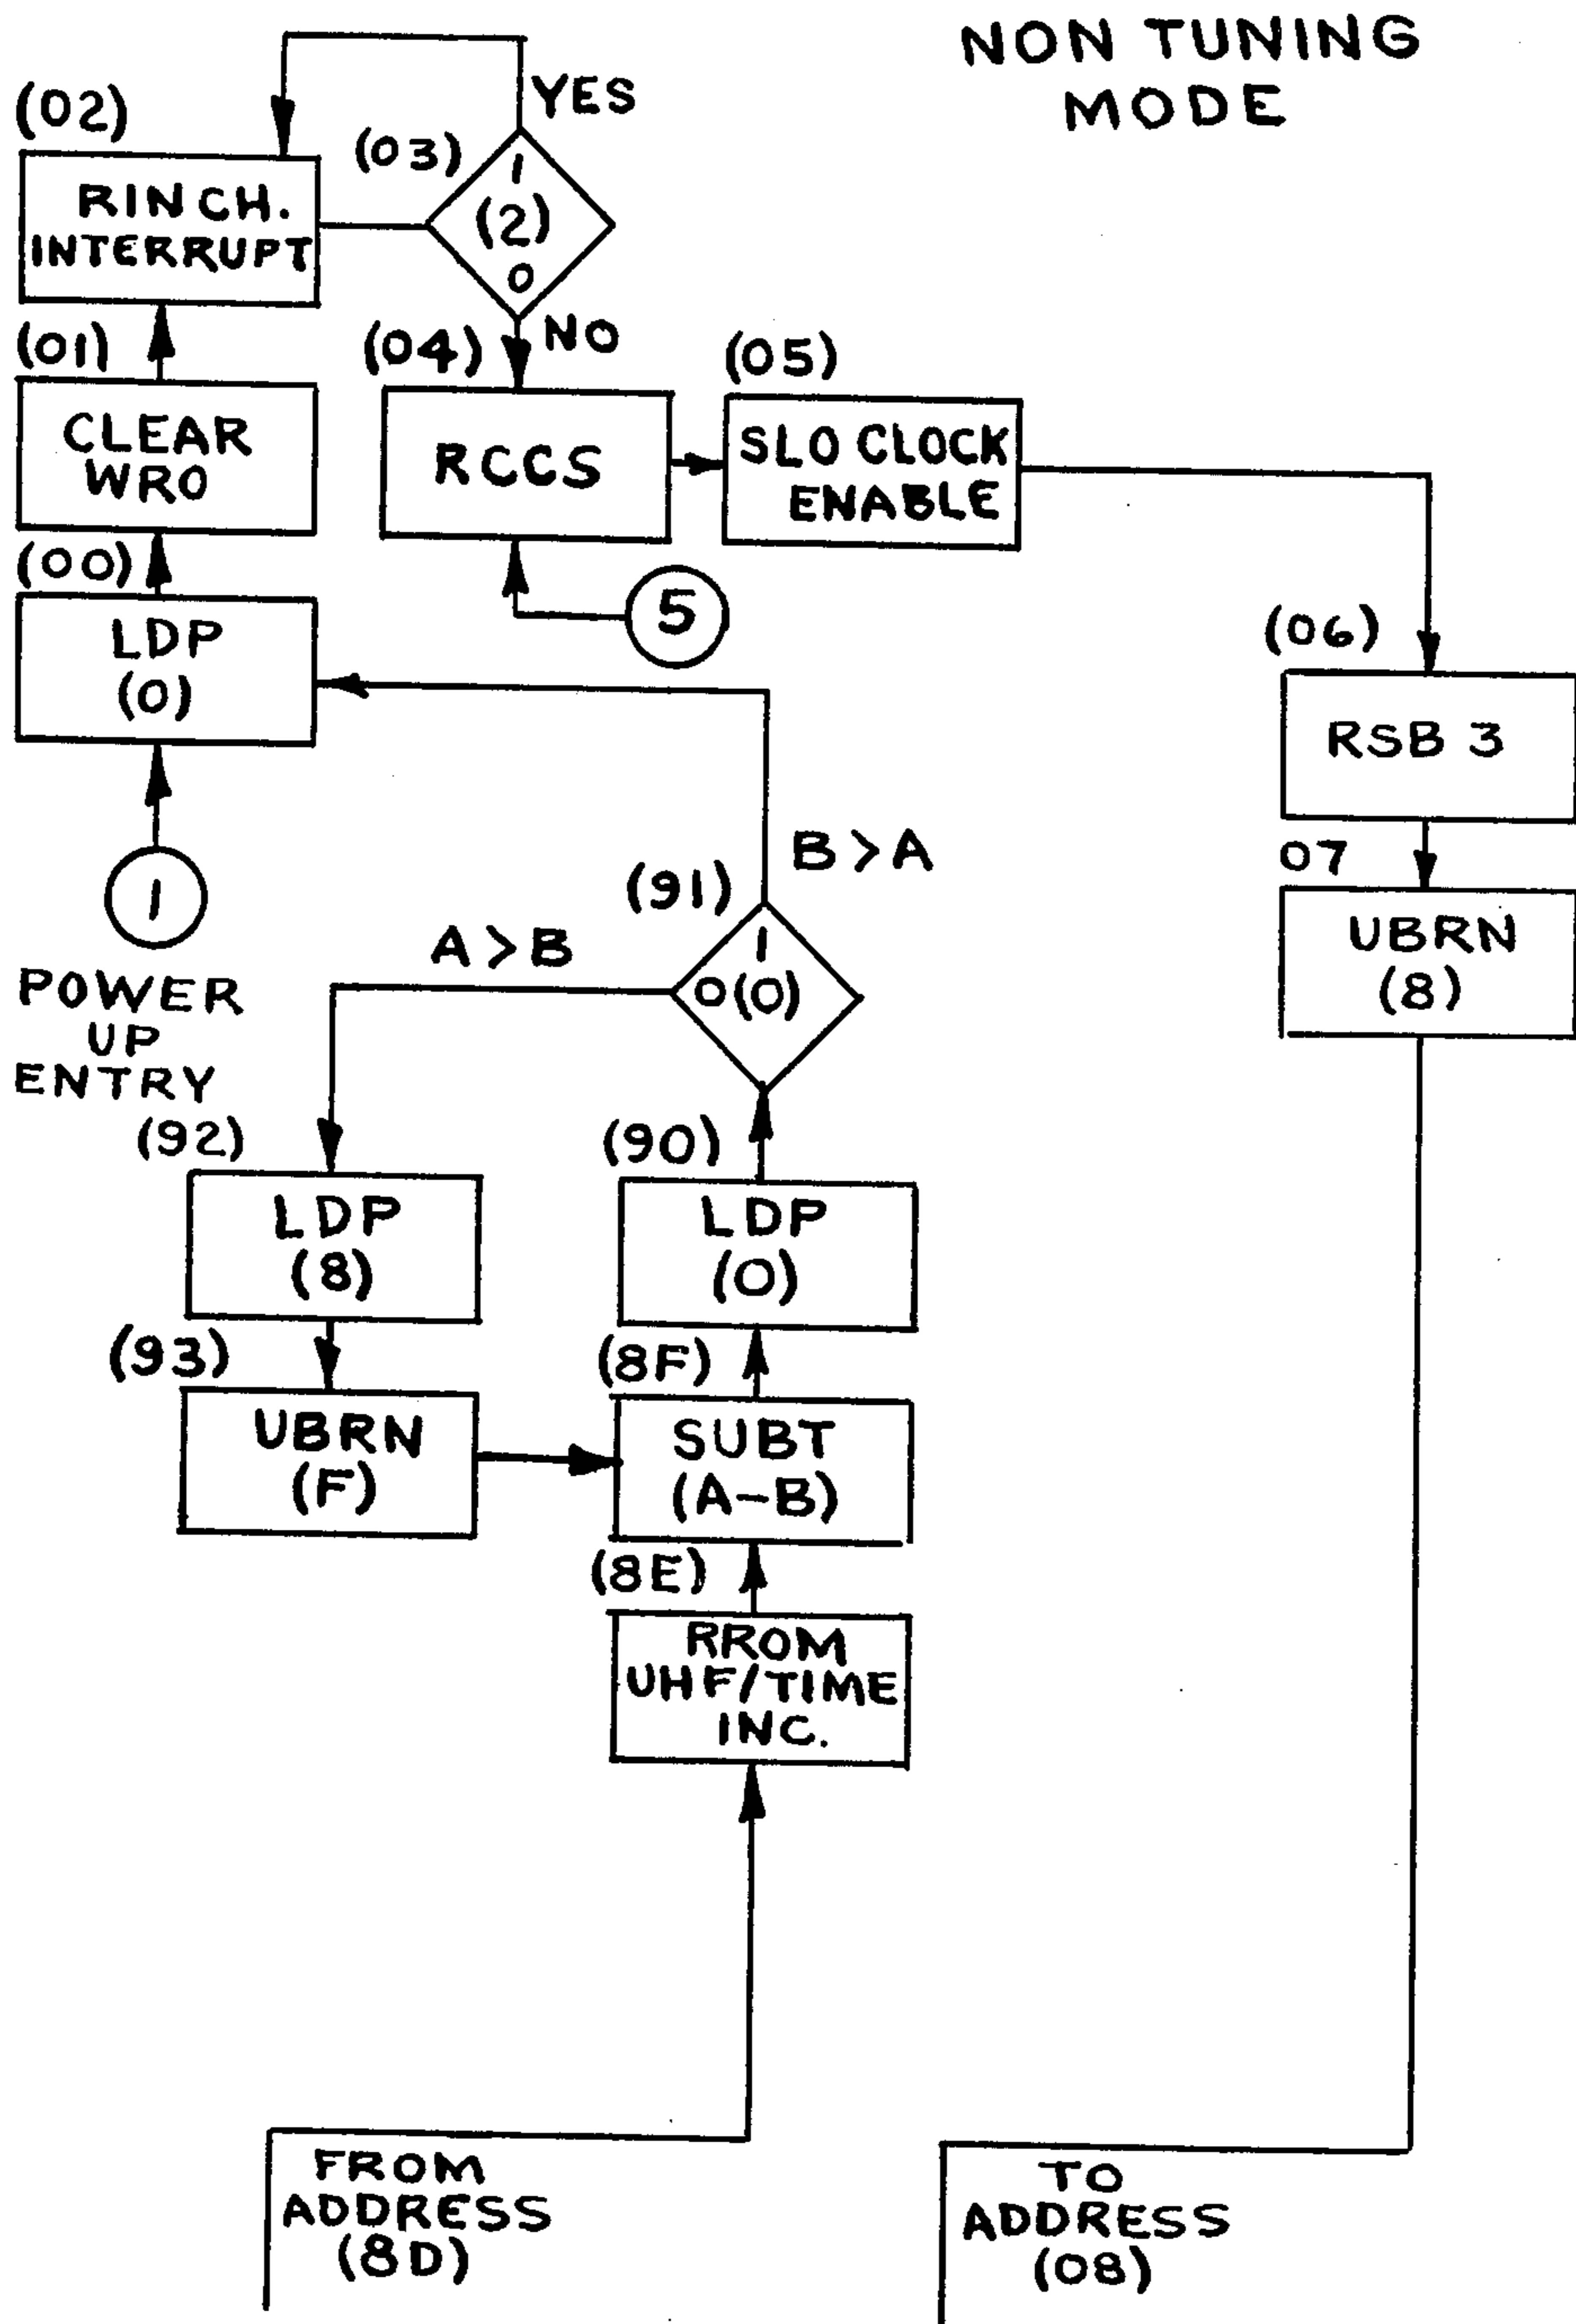 NON TUNING
MODE
YES
(02)
(03)
RIN CH.
INTERRUPT
1
(2)
0
NO
(01)
(04)
(05)
CLEAR
WRO
RCCS
SLO CLOCK
ENABLE
(00)
5
LDP
(0)
(06)
RSB 3
1
POWER
UP
ENTRY
B>A
(91)
A>B
1
0(0)
07
UBRN
(8)
(92)
(90)
LDP
(8)
LDP
(0)
(93)
(8F)
UBRN
(F)
SUBT
(A-B)
(8E)
RROM
UHF/TIME
INC.
FROM
ADDRESS
(8D)
TO
ADDRESS
(08)